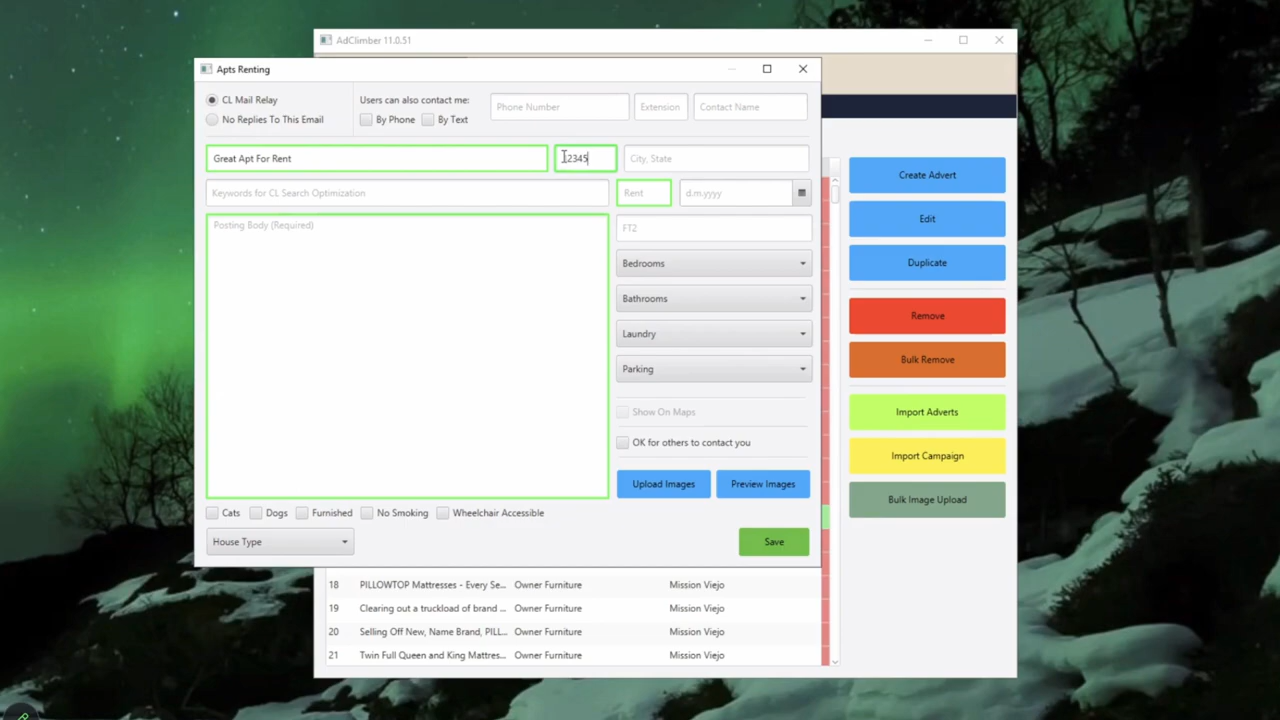 AdClimber 11.0.51
Apts Renting
CL Mail Relay
No Replies To This Email
Users can also contact me:
By Phone
By Text
Phone Number
Extension
Contact Name
Great Apt For Rent
2345
City, State
Keywords for CL Search Optimization
Rent
d.m.yyyy
Posting Body (Required)
FT2
Bedrooms
Bathrooms
Laundry
Parking
Show On Maps
OK for others to contact you
Upload Images
Preview Images
Cats
Dogs
Furnished
No Smoking
Wheelchair Accessible
House Type
Save
Create Advert
Edit
Duplicate
Remove
Bulk Remove
Import Adverts
Import Campaign
Bulk Image Upload
18 PILLOWTOP Mattresses - Every Se... Owner Furniture Mission Viejo
19 Clearing out a truckload of brand ... Owner Furniture Mission Viejo
20 Selling Off New, Name Brand, PILL... Owner Furniture Mission Viejo
21 Twin Full Queen and King Mattres... Owner Furniture Mission Viejo